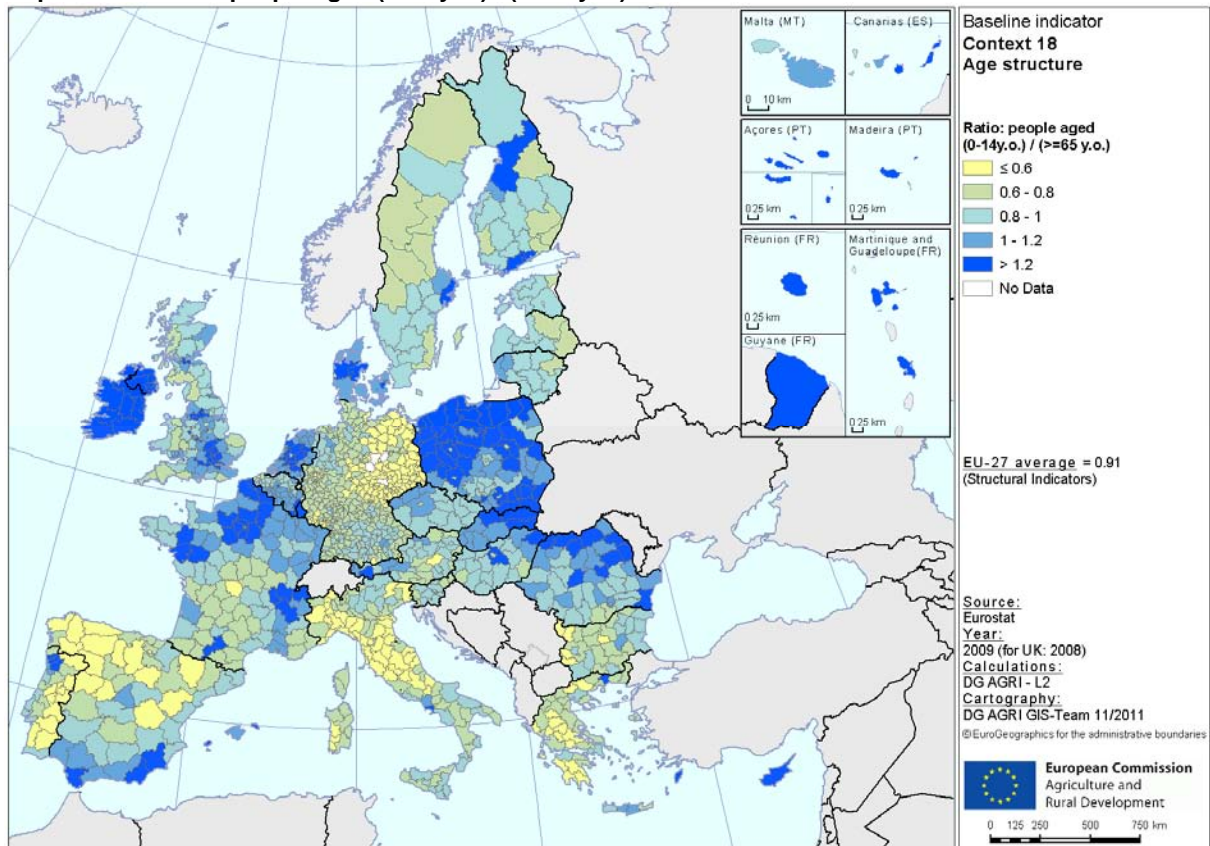 Malta (MT)
0 10 km
Canarias (ES)
Açores (PT)
0 25 km
Madeira (PT)
0 25 km
Réunion (FR)
0 25 km
Martinique and
Guadeloupe(FR)
0 25 km
Guyane (FR)
Baseline indicator
Context 18
Age structure
Ratio: people aged
(0-14y.o.) / (>=65 y.o.)
≤ 0.6
0.6 - 0.8
0.8 - 1
1 - 1.2
> 1.2
No Data
EU-27 average = 0.91
(Structural Indicators)
Source:
Eurostat
Year:
2009 (for UK: 2008)
Calculations:
DG AGRI - L2
Cartography:
DG AGRI GIS-Team 11/2011
©EuroGeographics for the administrative boundaries
European Commission
Agriculture and
Rural Development
0 125 250 500 750 km